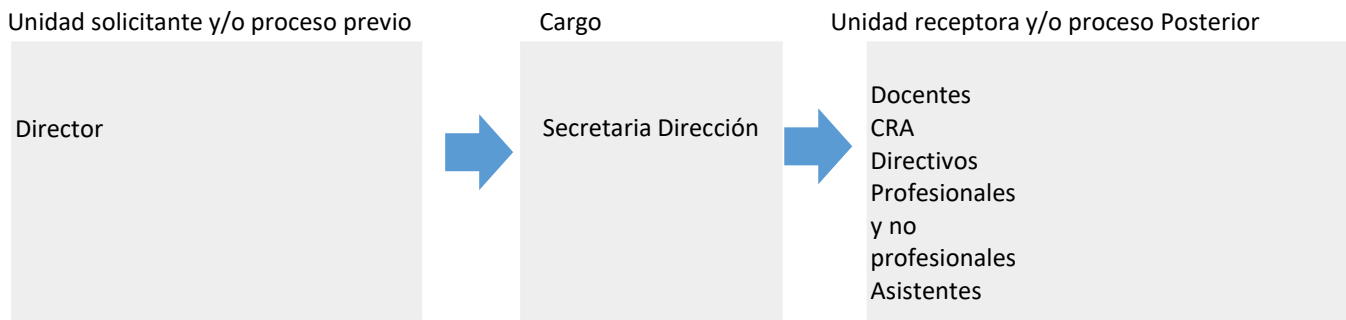 Unidad solicitante y/o proceso previo
Cargo
Unidad receptora y/o proceso Posterior
Director
Secretaria Dirección
Docentes
CRA
Directivos
Profesionales
y no
profesionales
Asistentes